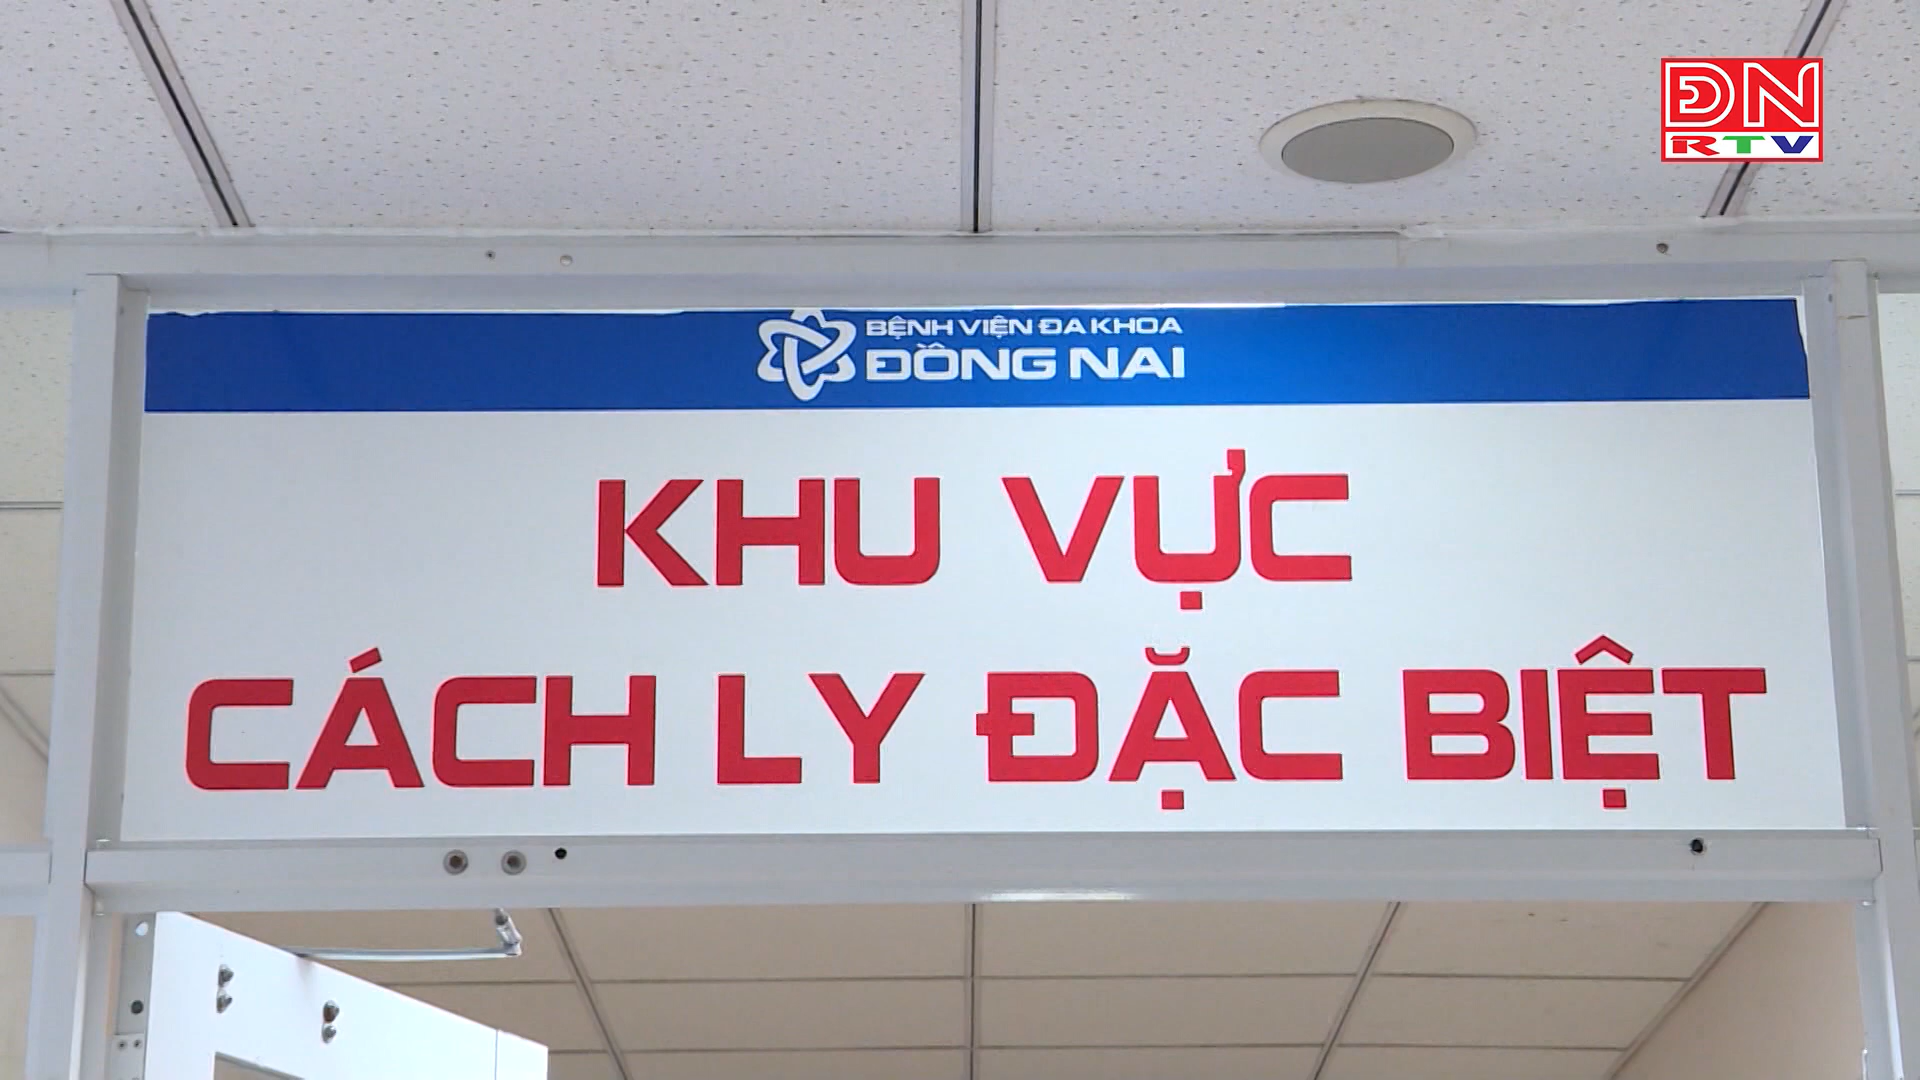 ĐN
RTV
BỆNH VIỆN ĐA KHOA
ĐỒNG NAI
KHU VỰC
CÁCH LY ĐẶC BIỆT